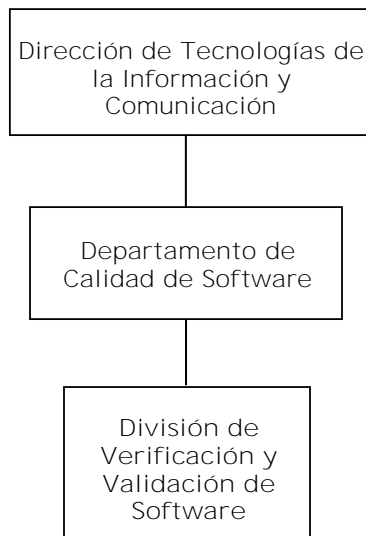 Dirección de Tecnologías de
la Información y
Comunicación
Departamento de
Calidad de Software
División de
Verificación y
Validación de
Software